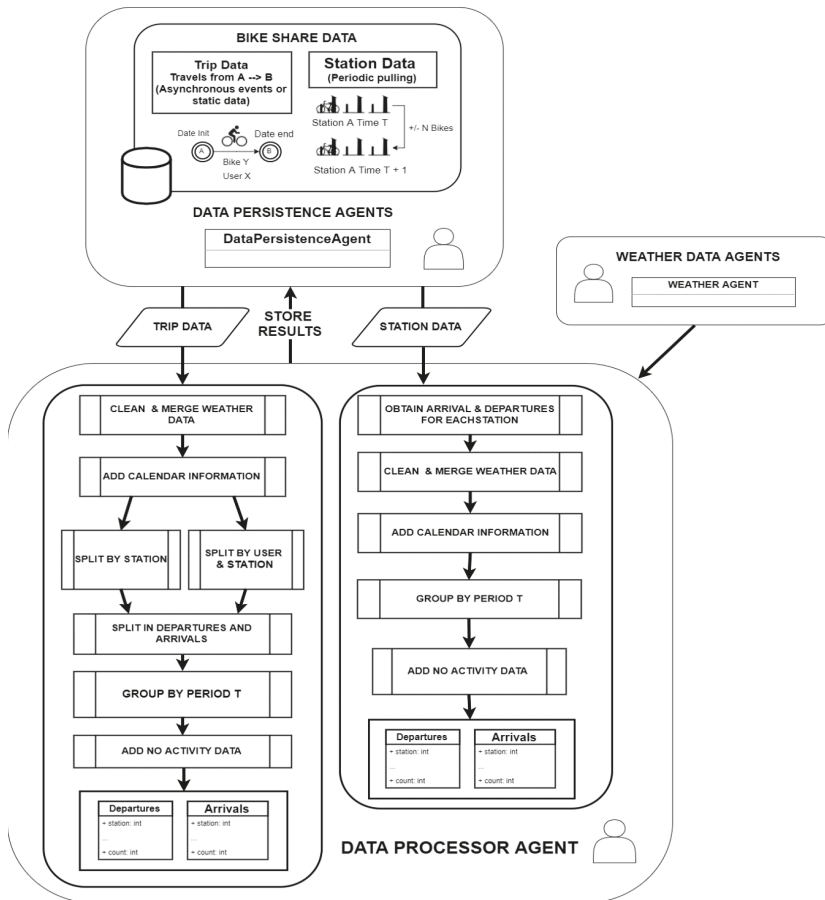 BIKE SHARE DATA
Trip Data
Travels from A --> B
(Asynchronous events or
static data)
Station Data
(Periodic pulling)
Date Init
Date end
A
B
Bike Y
User X
Station A Time T
+/- N Bikes
Station A Time T + 1
DATA PERSISTENCE AGENTS
DataPersistenceAgent
WEATHER DATA AGENTS
WEATHER AGENT
TRIP DATA
STORE
RESULTS
STATION DATA
CLEAN & MERGE WEATHER
DATA
ADD CALENDAR INFORMATION
SPLIT BY STATION
SPLIT BY USER
& STATION
SPLIT IN DEPARTURES AND
ARRIVALS
GROUP BY PERIOD T
ADD NO ACTIVITY DATA
Departures
+ station: int
...
+ count: int
Arrivals
+ station: int
...
+ count: int
OBTAIN ARRIVAL & DEPARTURES
FOR EACHSTATION
CLEAN & MERGE WEATHER DATA
ADD CALENDAR INFORMATION
GROUP BY PERIOD T
ADD NO ACTIVITY DATA
Departures
+ station: int
...
+ count: int
Arrivals
+ station: int
...
+ count: int
DATA PROCESSOR AGENT